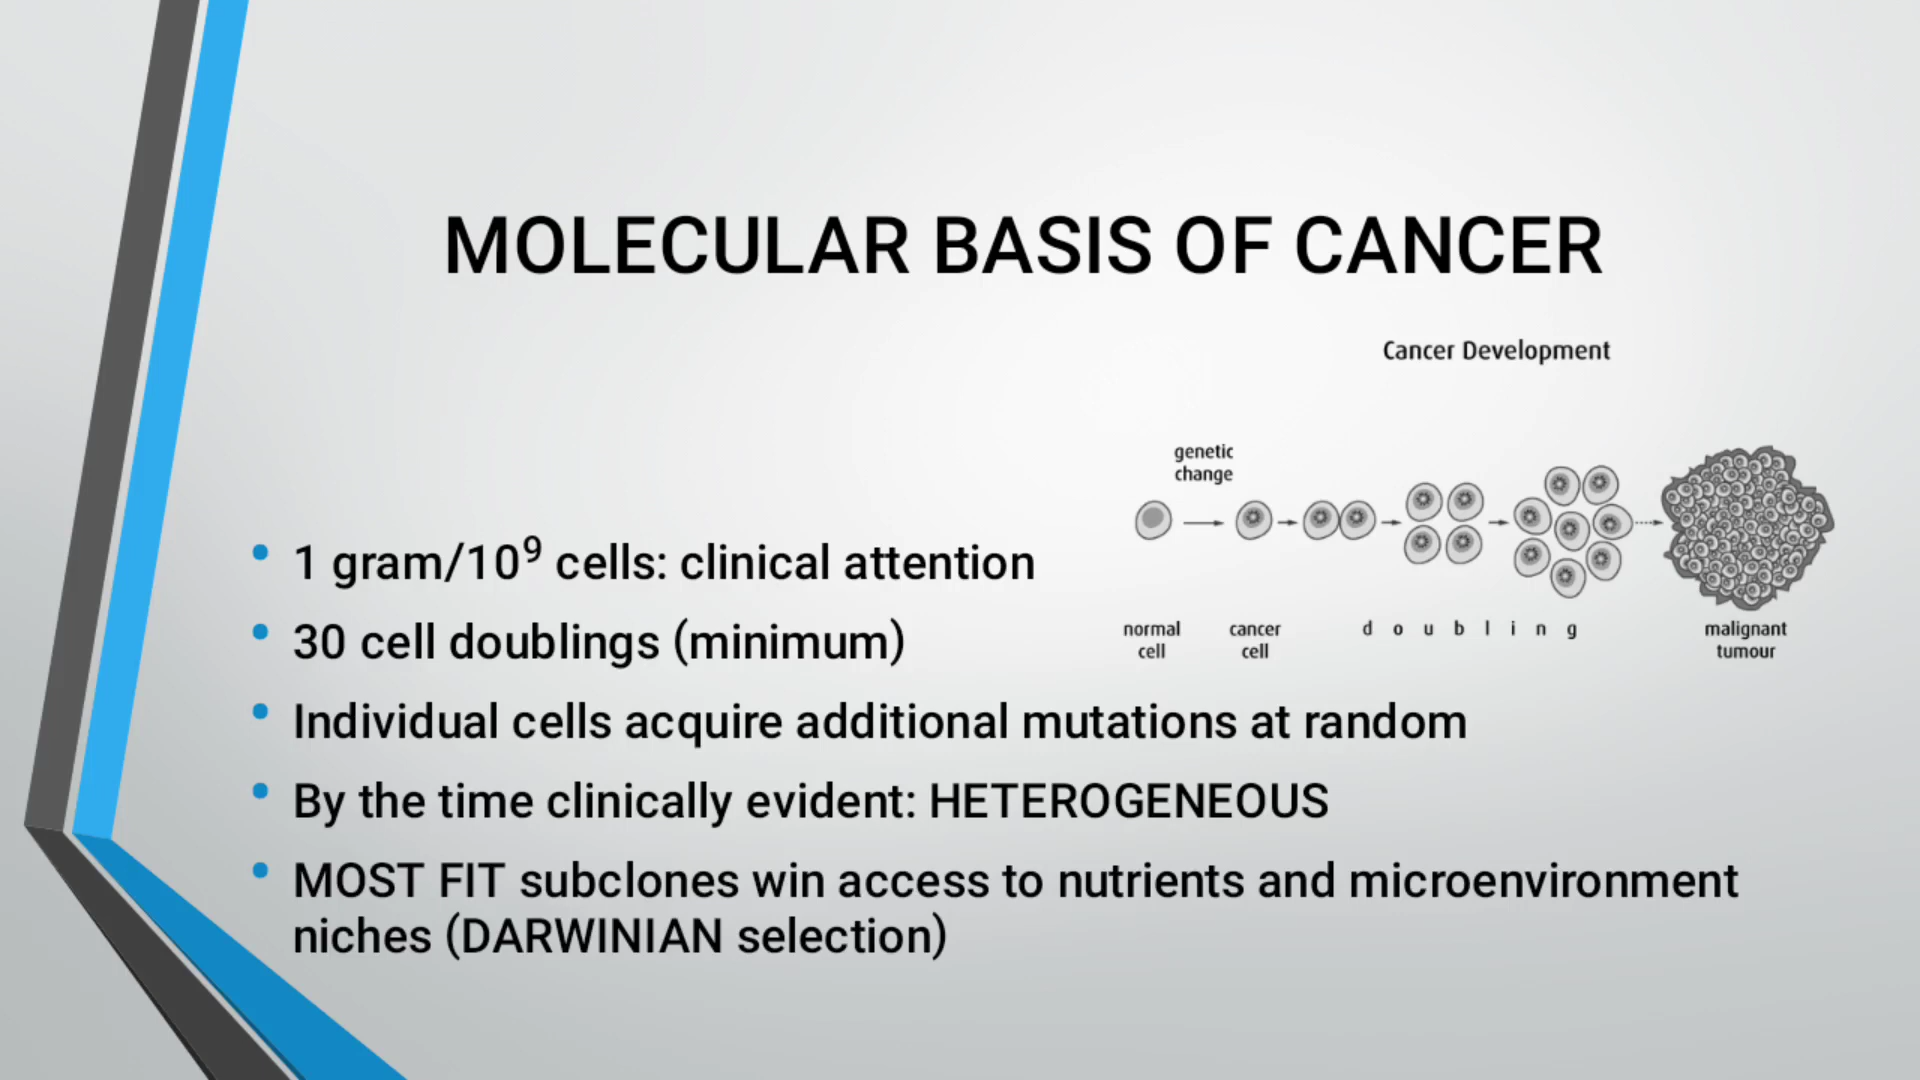 MOLECULAR BASIS OF CANCER
Cancer Development
genetic
change
normal
cell
cancer
cell
d o u b l i n g
malignant
tumour
• 1 gram/10⁹ cells: clinical attention
• 30 cell doublings (minimum)
• Individual cells acquire additional mutations at random
• By the time clinically evident: HETEROGENEOUS
• MOST FIT subclones win access to nutrients and microenvironment
niches (DARWINIAN selection)